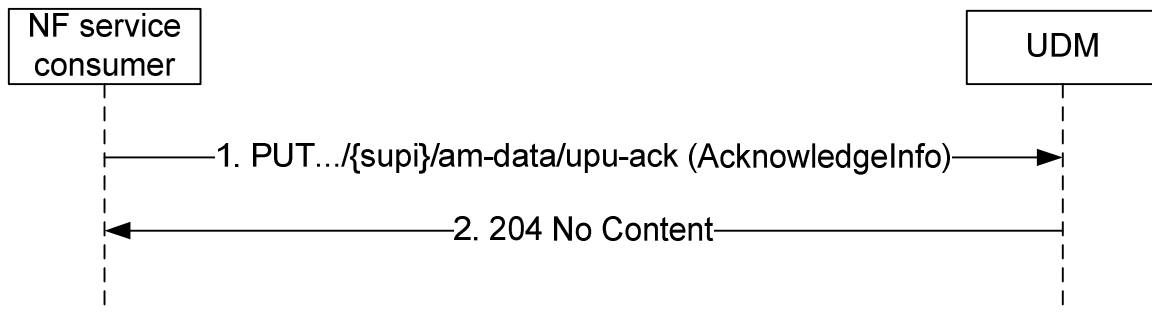 NF service
consumer
UDM
1. PUT.../{supi}/am-data/upu-ack (AcknowledgeInfo)
2. 204 No Content